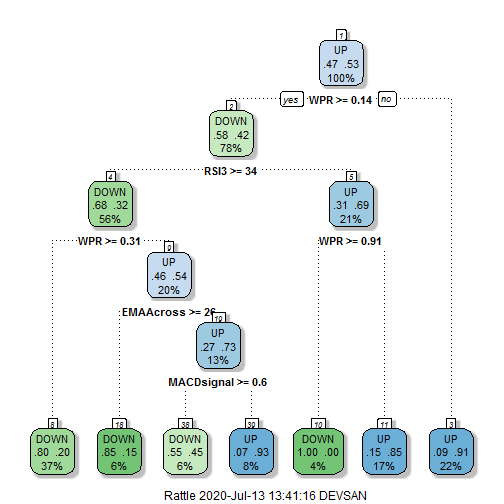 1
UP
.47 .53
100%
yes WPR >= 0.14 no
2
DOWN
.58 .42
78%
RSI3 >= 34
4
DOWN
.68 .32
56%
5
UP
.31 .69
21%
WPR >= 0.31
WPR >= 0.91
9
UP
.46 .54
20%
EMAAcross >= 26
19
UP
.27 .73
13%
MACDsignal >= 0.6
8
DOWN
.80 .20
37%
18
DOWN
.85 .15
6%
38
DOWN
.55 .45
6%
39
UP
.07 .93
8%
10
DOWN
1.00 .00
4%
11
UP
.15 .85
17%
3
UP
.09 .91
22%
Rattle 2020-Jul-13 13:41:16 DEVSAN